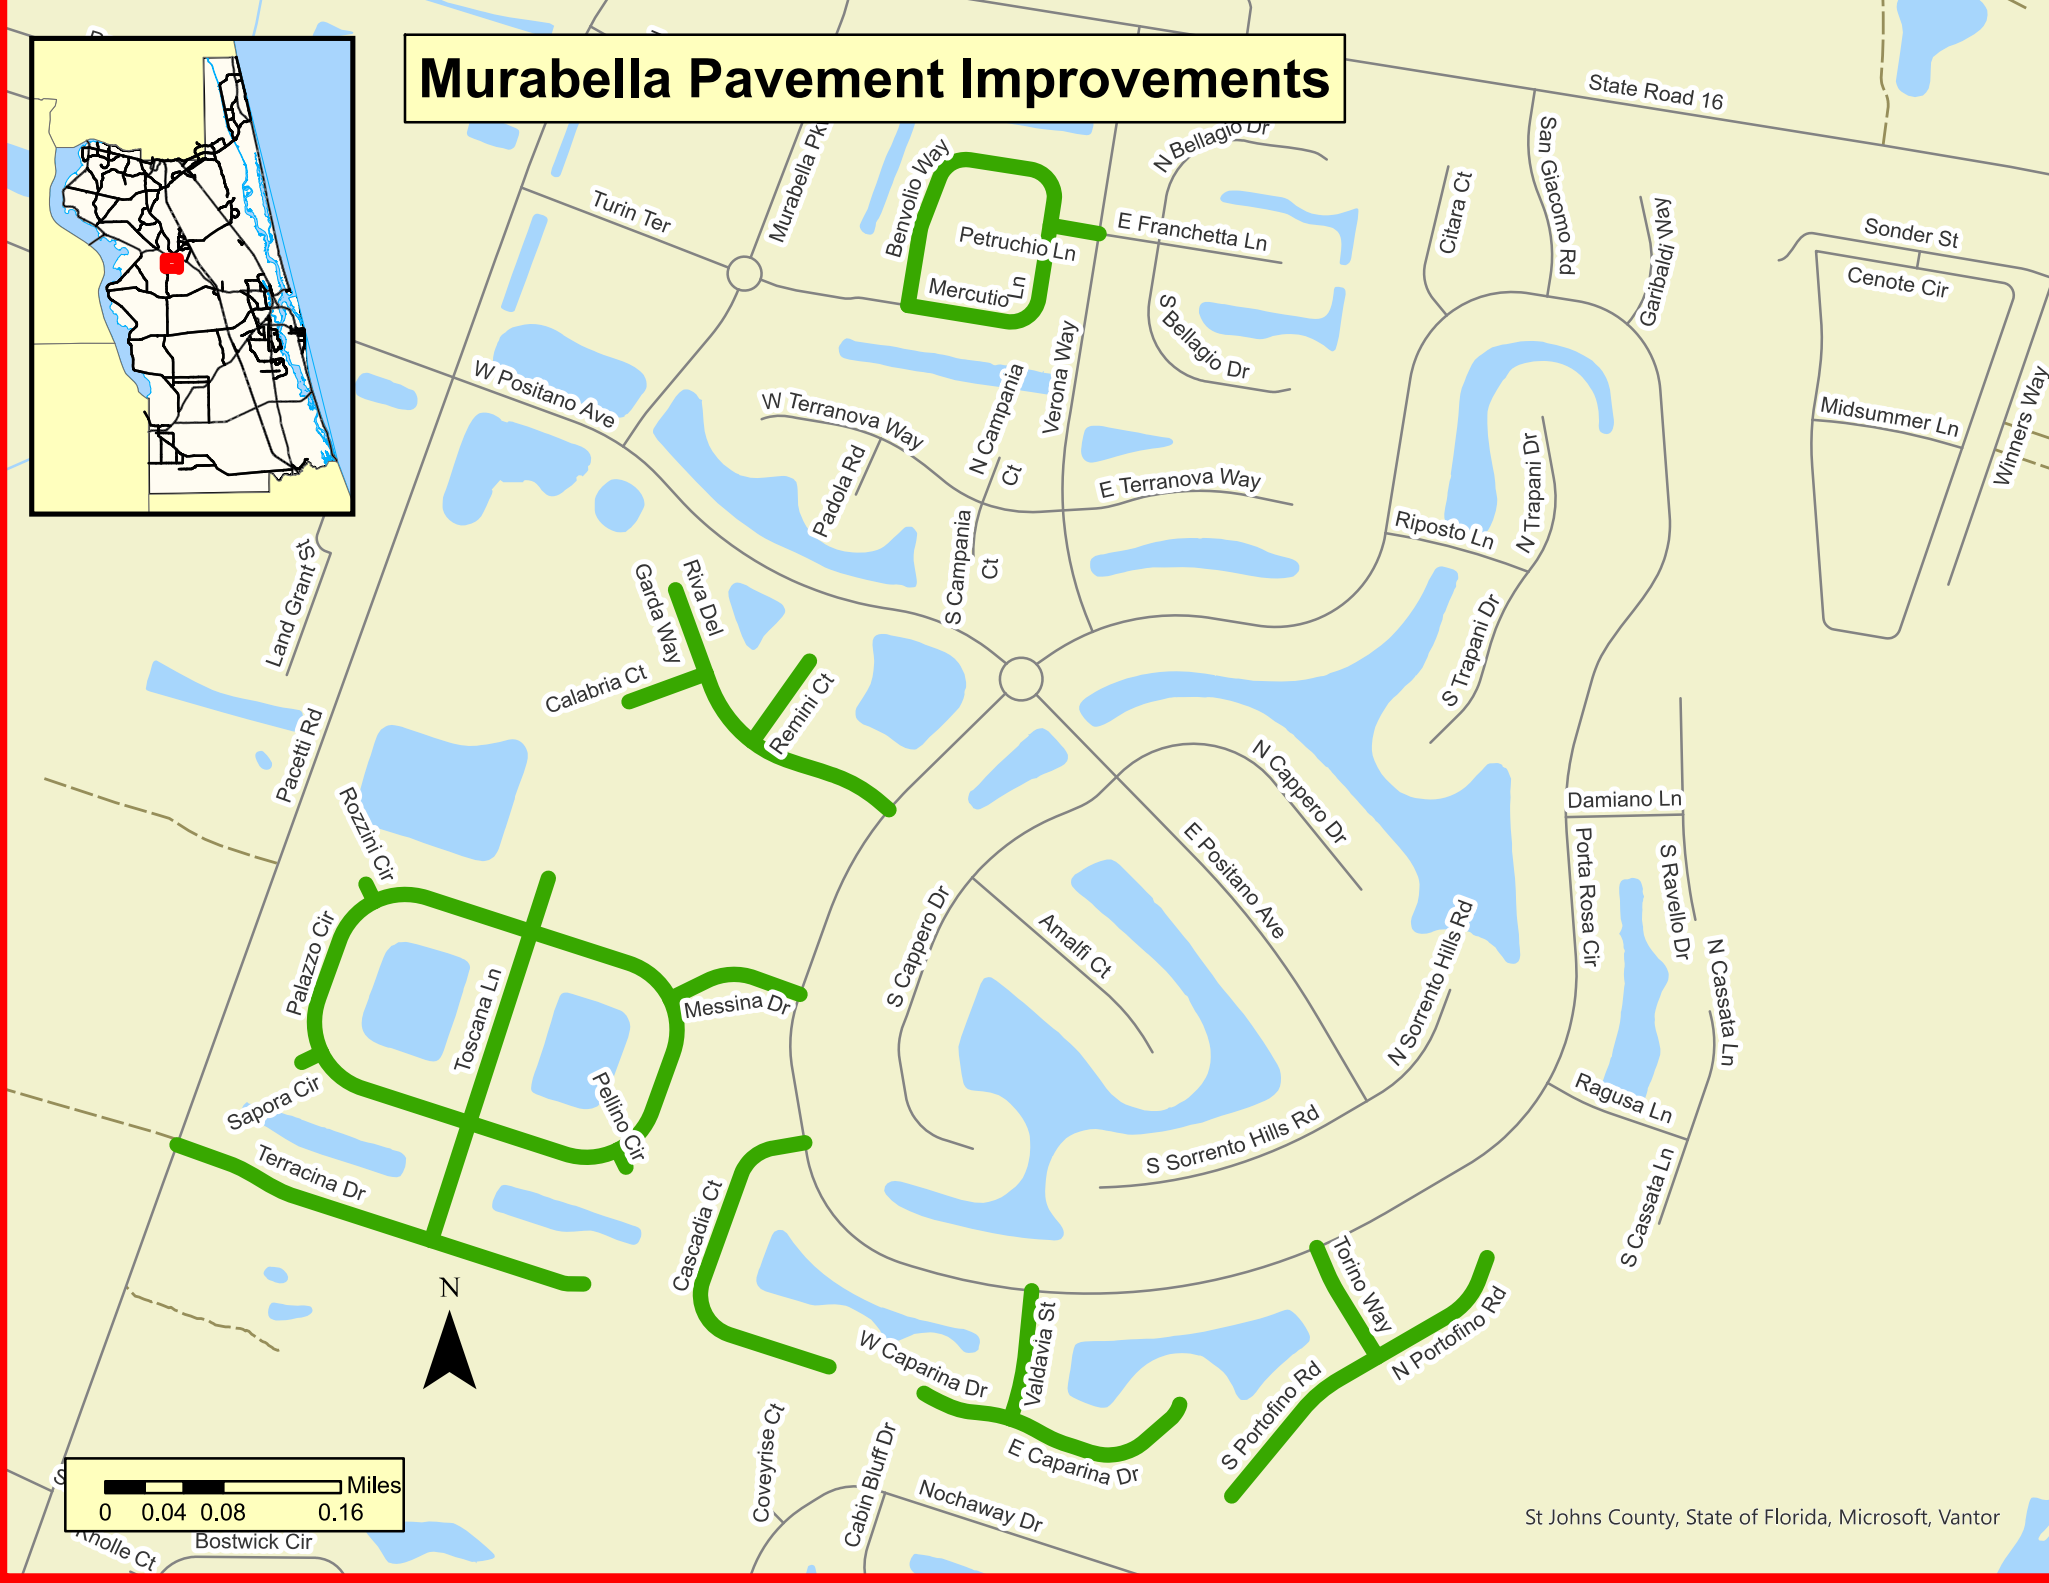 Murabella Pavement Improvements
State Road 16
N Bellagio Dr
Murabella
Benvolio Way
San Giacomo Rd
Turin Ter
Citara Ct
Garibaldi Way
E Franchetta Ln
Petruchio Ln
Sonder St
Cenote Cir
Mercutio
Ln
S Bellagio Dr
Verona Way
W Positano Ave
W Terranova Way
N Campania
Ct
Midsummer Ln
Winners Way
Padola Rd
E Terranova Way
Riposto Ln
N Trapani Dr
S Campania
Ct
Land Grant St
Garda Way
Riva Del
Calabria Ct
Remini Ct
S Trapani Dr
Pacetti Rd
N Cappero Dr
Damiano Ln
Rozzini Cir
E Positano Ave
Porta Rosa Cir
S Ravello Dr
Palazzo Cir
S Cappero Dr
Amalfi Ct
N Sorrento Hills Rd
N Cassata Ln
Toscana Ln
Messina Dr
Sapora Cir
Pellino Cir
Ragusa Ln
S Sorrento Hills Rd
Terracina Dr
Cascadia Ct
S Cassata Ln
N
Torino Way
Valdavia St
W Caparina Dr
N Portofino Rd
S Portofino Rd
E Caparina Dr
Coveyrise Ct
Cabin Bluff Dr
Nochaway Dr
Miles
0 0.04 0.08 0.16
Knolle Ct
Bostwick Cir
St Johns County, State of Florida, Microsoft, Vantor